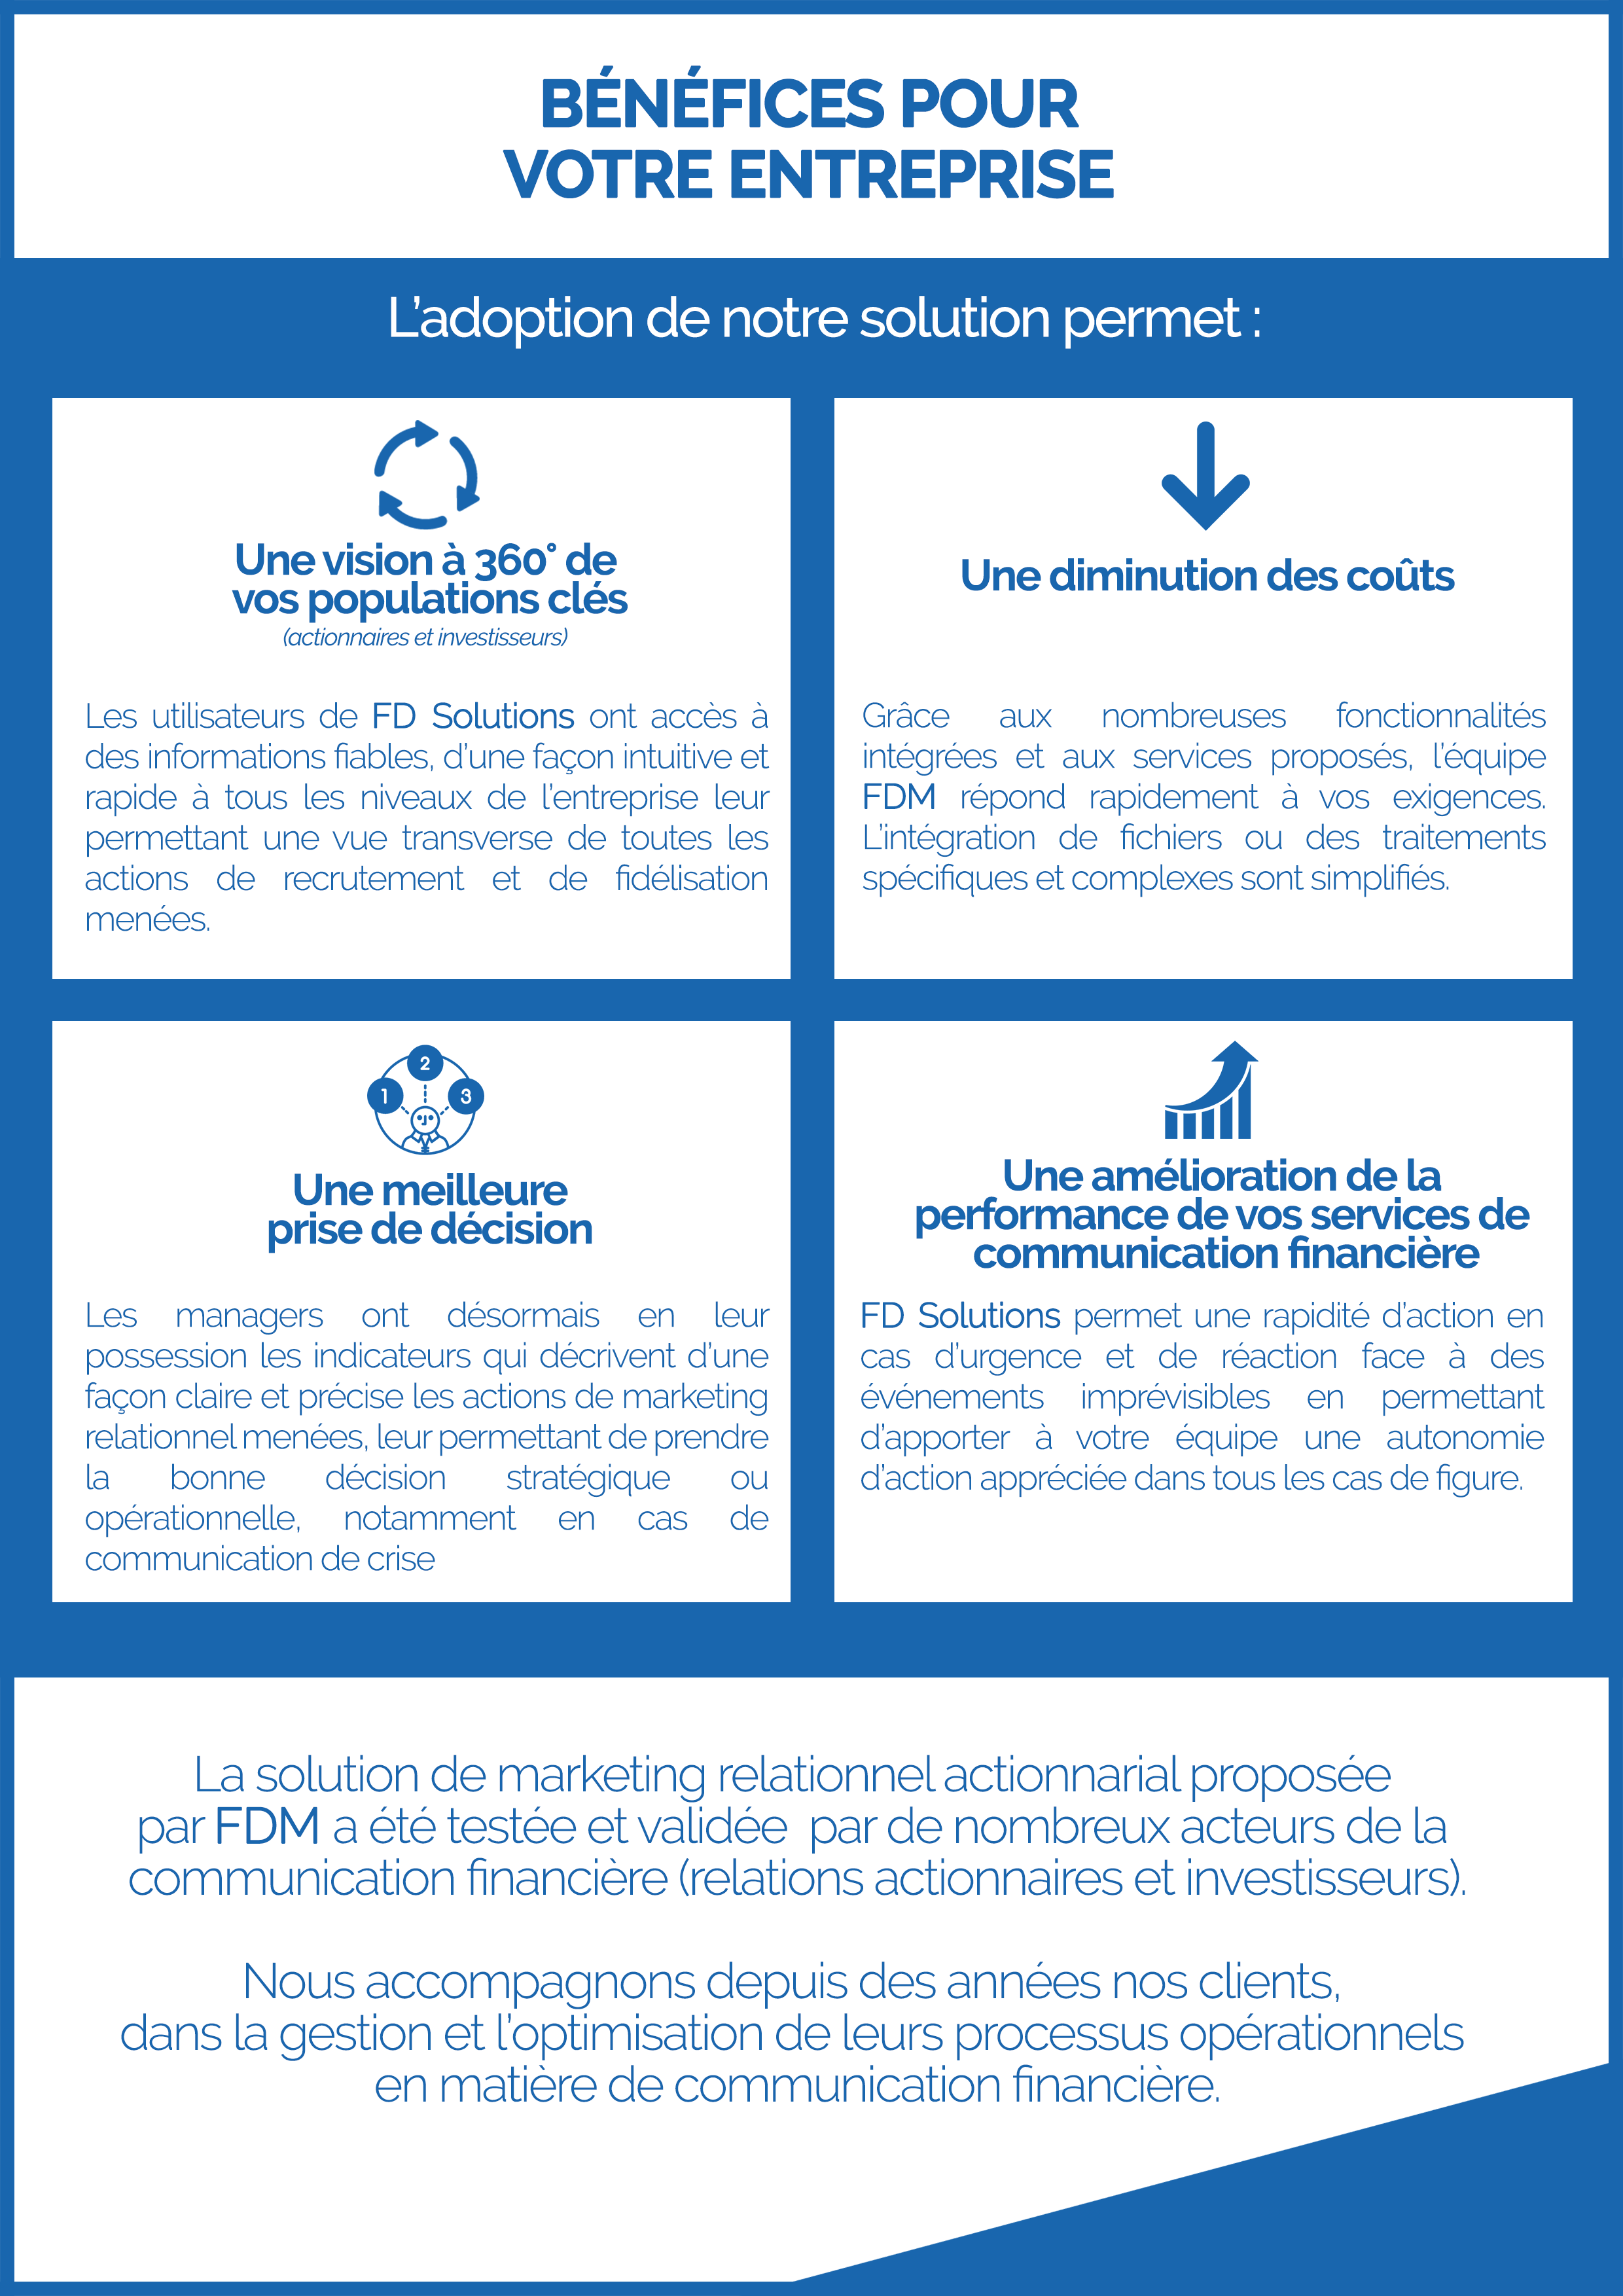 BÉNÉFICES POUR
VOTRE ENTREPRISE
L'adoption de notre solution permet :
Une vision à 360° de
vos populations clés
(actionnaires et investisseurs)
Les utilisateurs de FD Solutions ont accès à
des informations fiables, d'une façon intuitive et
rapide à tous les niveaux de l'entreprise leur
permettant une vue transverse de toutes les
actions de recrutement et de fidélisation
menées.
Une diminution des coûts
Grâce aux nombreuses fonctionnalités
intégrées et aux services proposés, l'équipe
FDM répond rapidement à vos exigences.
L'intégration de fichiers ou des traitements
spécifiques et complexes sont simplifiés.
1
2
3
Une meilleure
prise de décision
Les managers ont désormais en leur
possession les indicateurs qui décrivent d'une
façon claire et précise les actions de marketing
relationnel menées, leur permettant de prendre
la bonne décision stratégique ou
opérationnelle, notamment en cas de
communication de crise
Une amélioration de la
performance de vos services de
communication financière
FD Solutions permet une rapidité d'action en
cas d'urgence et de réaction face à des
événements imprévisibles en permettant
d'apporter à votre équipe une autonomie
d'action appréciée dans tous les cas de figure.
La solution de marketing relationnel actionnarial proposée
par FDM a été testée et validée par de nombreux acteurs de la
communication financière (relations actionnaires et investisseurs).
Nous accompagnons depuis des années nos clients,
dans la gestion et l'optimisation de leurs processus opérationnels
en matière de communication financière.